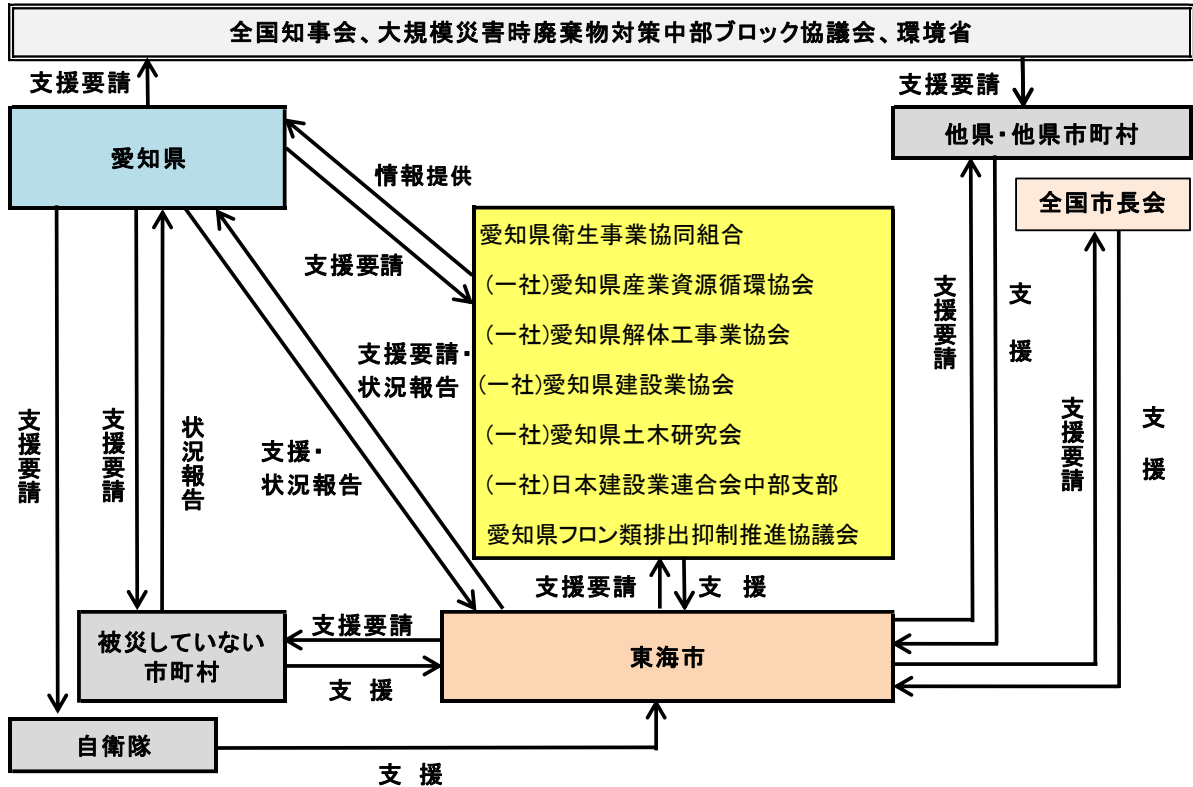 全国知事会、大規模災害時廃棄物対策中部ブロック協議会、環境省
支援要請
支援要請
愛知県
他県・他県市町村
情報提供
全国市長会
支援要請
愛知県衛生事業協同組合
(一社)愛知県産業資源循環協会
(一社)愛知県解体工事業協会
(一社)愛知県建設業協会
(一社)愛知県土木研究会
(一社)日本建設業連合会中部支部
愛知県フロン類排出抑制推進協議会
支援要請
支　援
支援要請・
状況報告
支援要請
支　援
支援要請
支援要請
状況報告
支援・
状況報告
支援要請
支　援
被災していない
市町村
支援要請
支　援
東海市
自衛隊
支　援